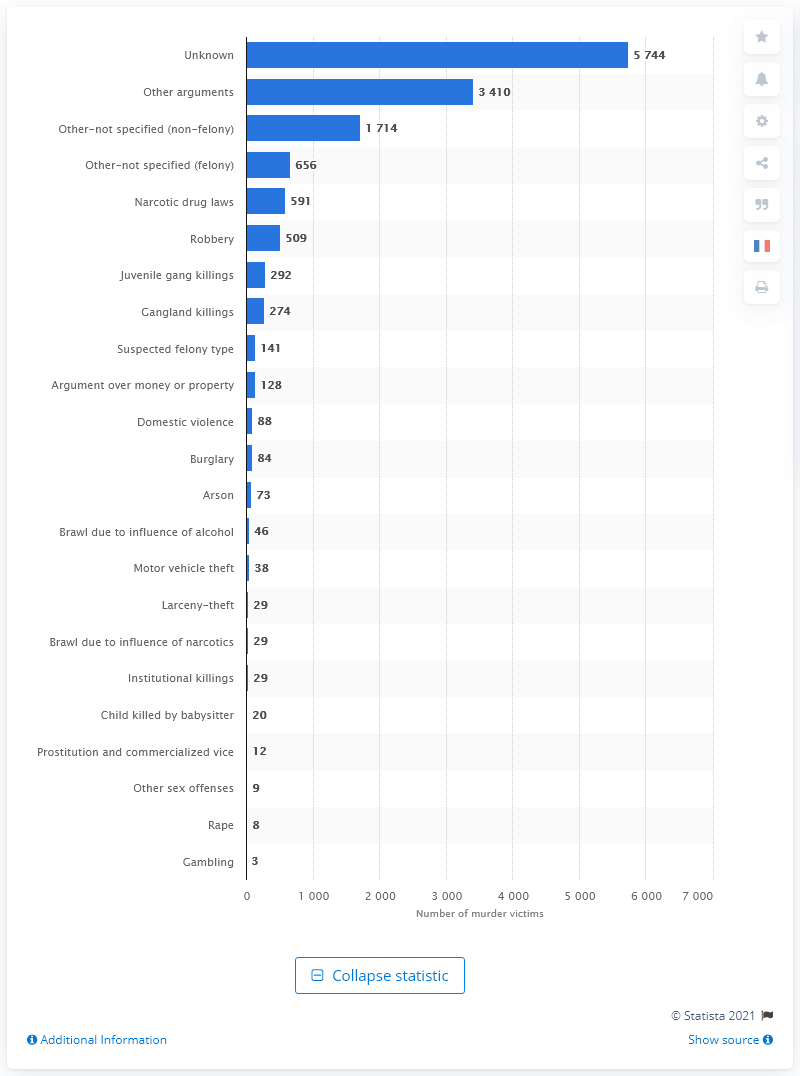 Unknown 5 744
Other arguments 3 410
Other-not specified (non-felony) 1 714
Other-not specified (felony) 656
Narcotic drug laws 591
Robbery 509
Juvenile gang killings 292
Gangland killings 274
Suspected felony type 141
Argument over money or property 128
Domestic violence 88
Burglary 84
Arson 73
Brawl due to influence of alcohol 46
Motor vehicle theft 38
Larceny-theft 29
Brawl due to influence of narcotics 29
Institutional killings 29
Child killed by babysitter 20
Prostitution and commercialized vice 12
Other sex offenses 9
Rape 8
Gambling 3
0 1 000 2 000 3 000 4 000 5 000 6 000 7 000
Number of murder victims
Collapse statistic
© Statista 2021
Additional Information Show source